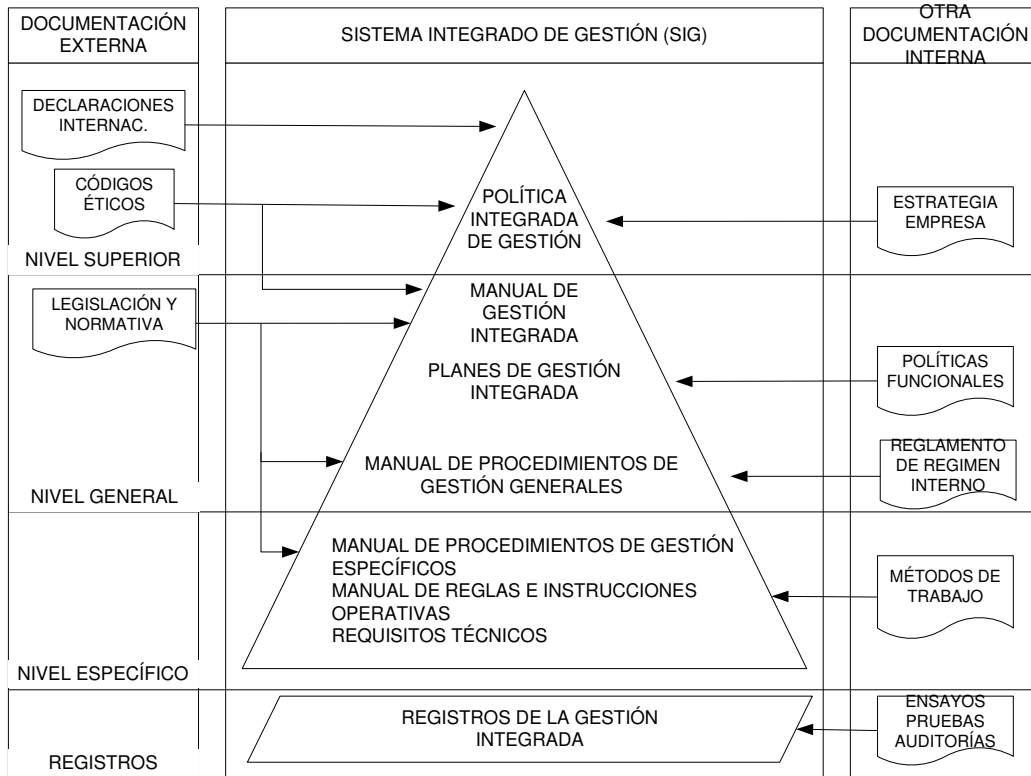 DOCUMENTACIÓN
EXTERNA
SISTEMA INTEGRADO DE GESTIÓN (SIG)
OTRA
DOCUMENTACIÓN
INTERNA
DECLARACIONES
INTERNAC.
CÓDIGOS
ÉTICOS
POLÍTICA
INTEGRADA
DE GESTIÓN
ESTRATEGIA
EMPRESA
NIVEL SUPERIOR
LEGISLACIÓN Y
NORMATIVA
MANUAL DE
GESTIÓN
INTEGRADA
PLANES DE GESTIÓN
INTEGRADA
POLÍTICAS
FUNCIONALES
MANUAL DE PROCEDIMIENTOS DE
GESTIÓN GENERALES
REGLAMENTO
DE REGIMEN
INTERNO
NIVEL GENERAL
MANUAL DE PROCEDIMIENTOS DE GESTIÓN
ESPECÍFICOS
MANUAL DE REGLAS E INSTRUCCIONES
OPERATIVAS
REQUISITOS TÉCNICOS
MÉTODOS DE
TRABAJO
NIVEL ESPECÍFICO
REGISTROS DE LA GESTIÓN
INTEGRADA
ENSAYOS
PRUEBAS
AUDITORÍAS
REGISTROS